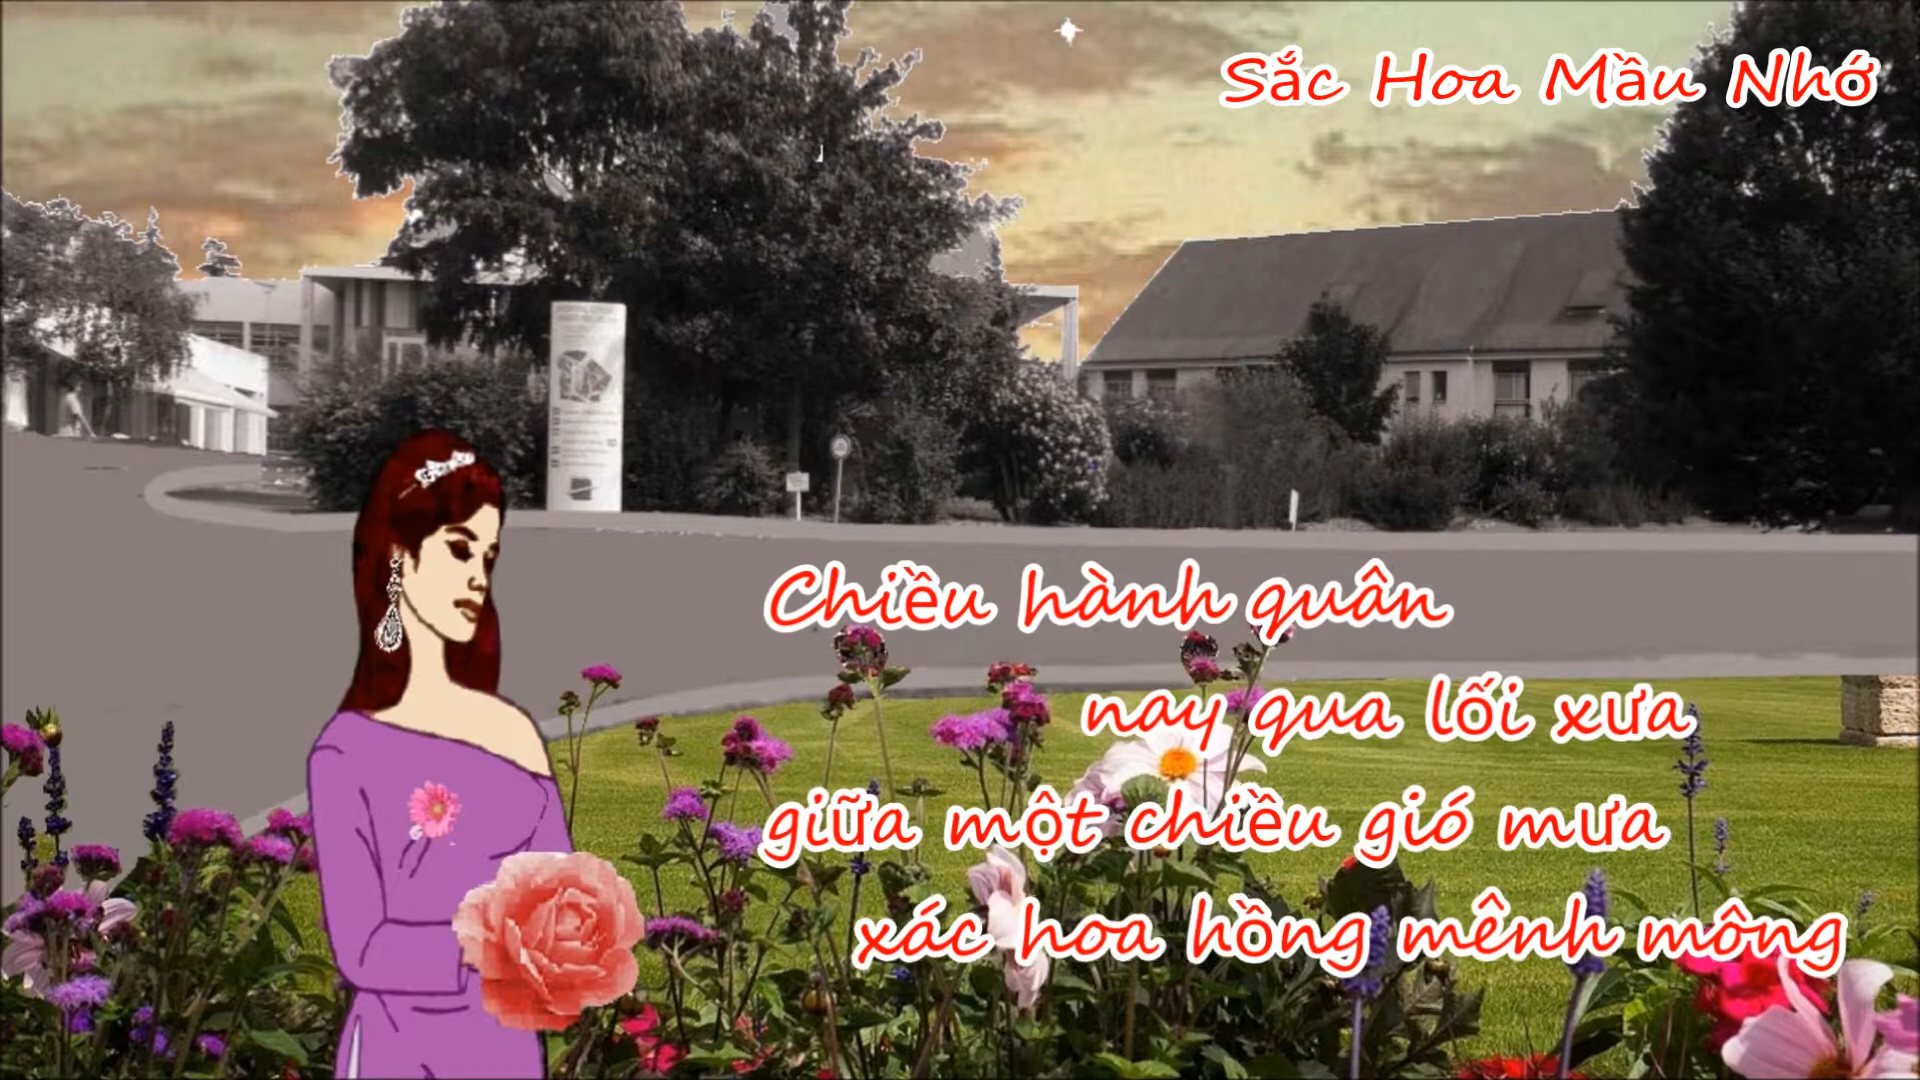 Sắc Hoa Mầu Nhớ
Chiều hành quân
nay qua lối xưa
giữa một chiều gió mưa
xác hoa hồng mênh mông